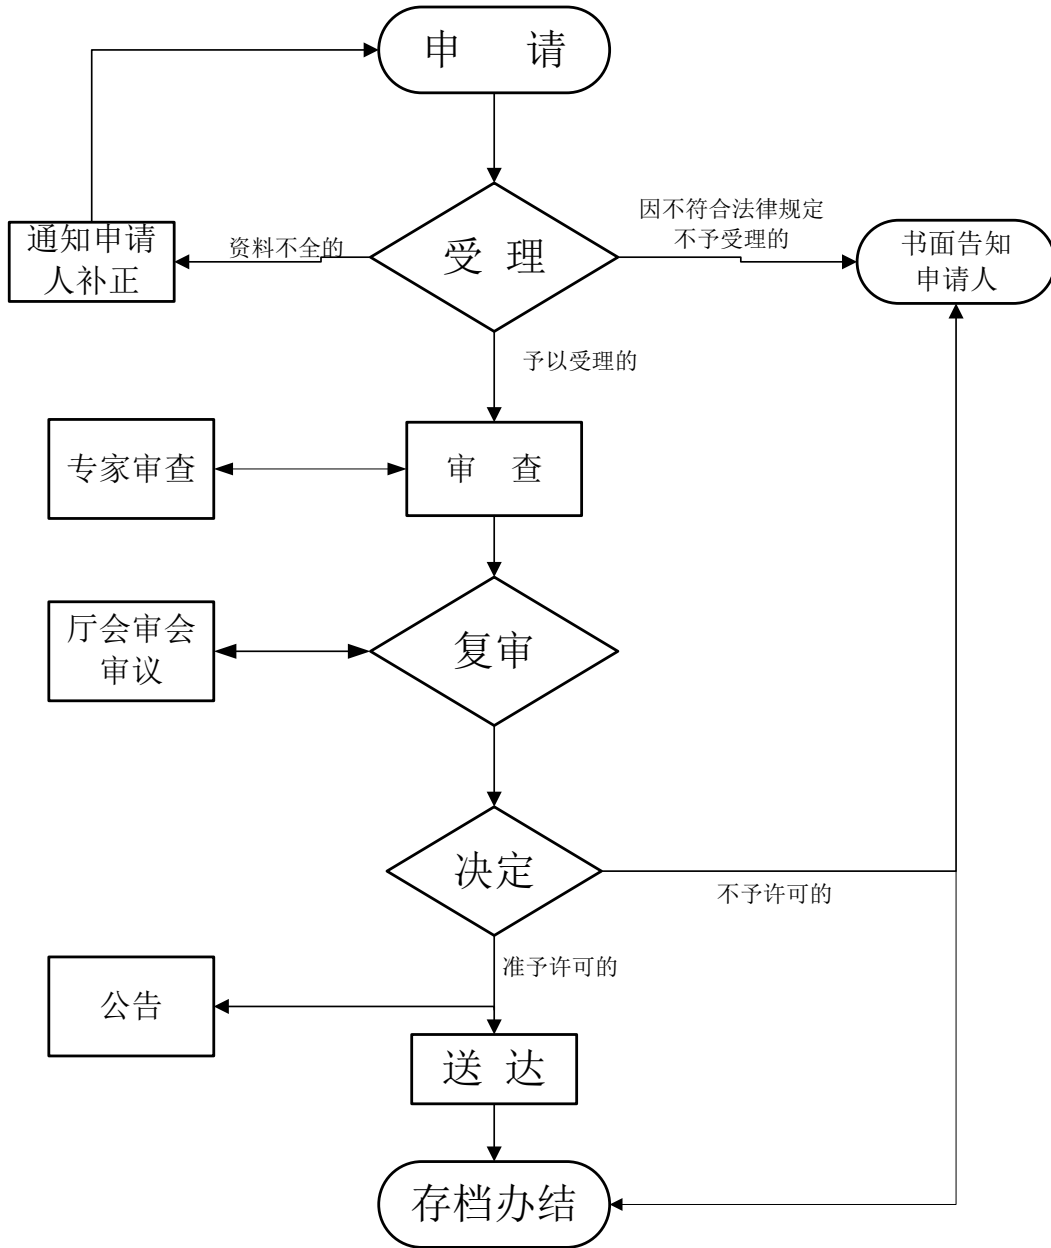 申 请
因不符合法律规定
不予受理的
资料不全的
通知申请
人补正
受 理
书面告知
申请人
予以受理的
专家审查
审 查
厅会审会
审议
复审
决定
不予许可的
准予许可的
公告
送 达
存档办结